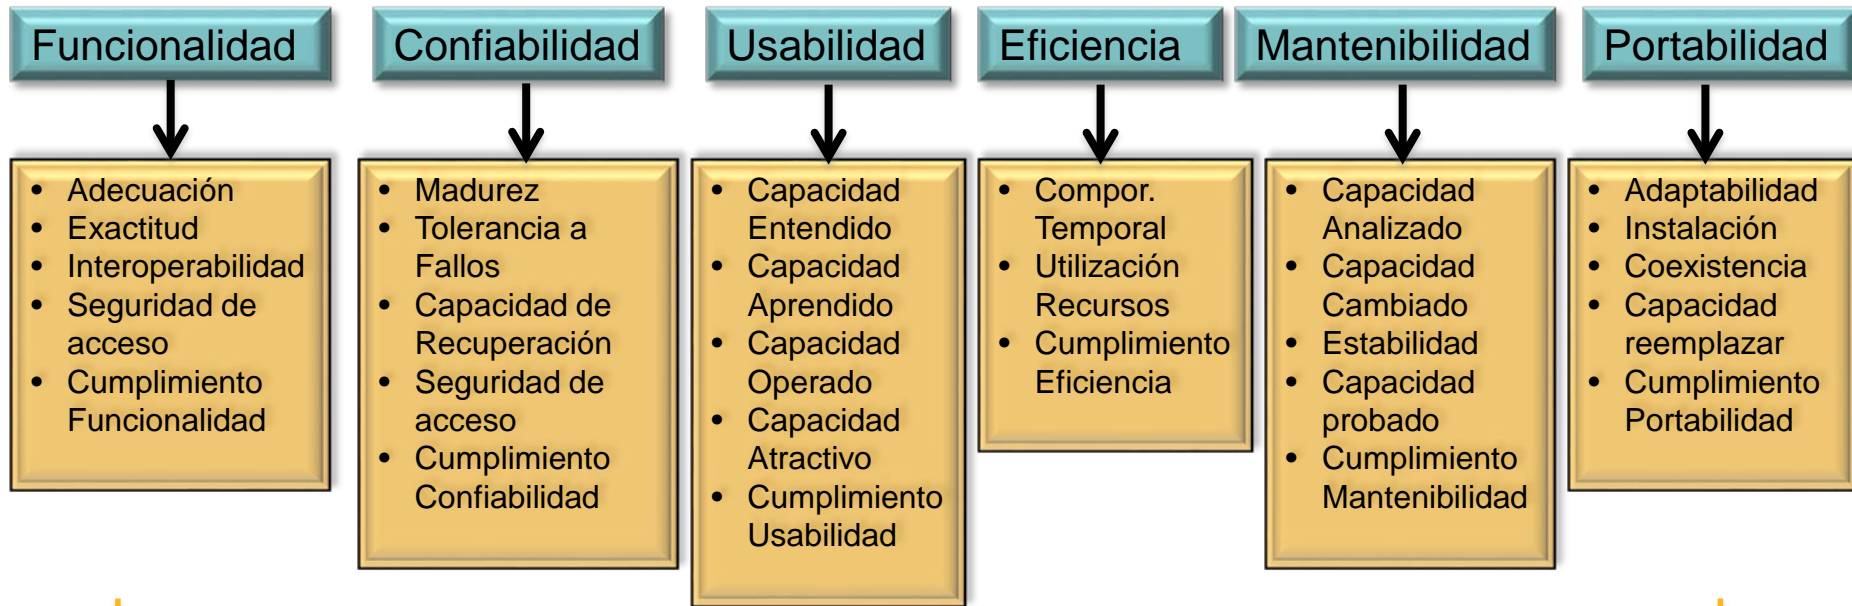 Funcionalidad
• Adecuación
• Exactitud
• Interoperabilidad
• Seguridad de
acceso
• Cumplimiento
Funcionalidad
Confiabilidad
• Madurez
• Tolerancia a
Fallos
• Capacidad de
Recuperación
• Seguridad de
acceso
• Cumplimiento
Confiabilidad
Usabilidad
• Capacidad
Entendido
• Capacidad
Aprendido
• Capacidad
Operado
• Capacidad
Atractivo
• Cumplimiento
Usabilidad
Eficiencia
• Compor.
Temporal
• Utilización
Recursos
• Cumplimiento
Eficiencia
Mantenibilidad
• Capacidad
Analizado
• Capacidad
Cambiado
• Estabilidad
• Capacidad
probado
• Cumplimiento
Mantenibilidad
Portabilidad
• Adaptabilidad
• Instalación
• Coexistencia
• Capacidad
reemplazar
• Cumplimiento
Portabilidad